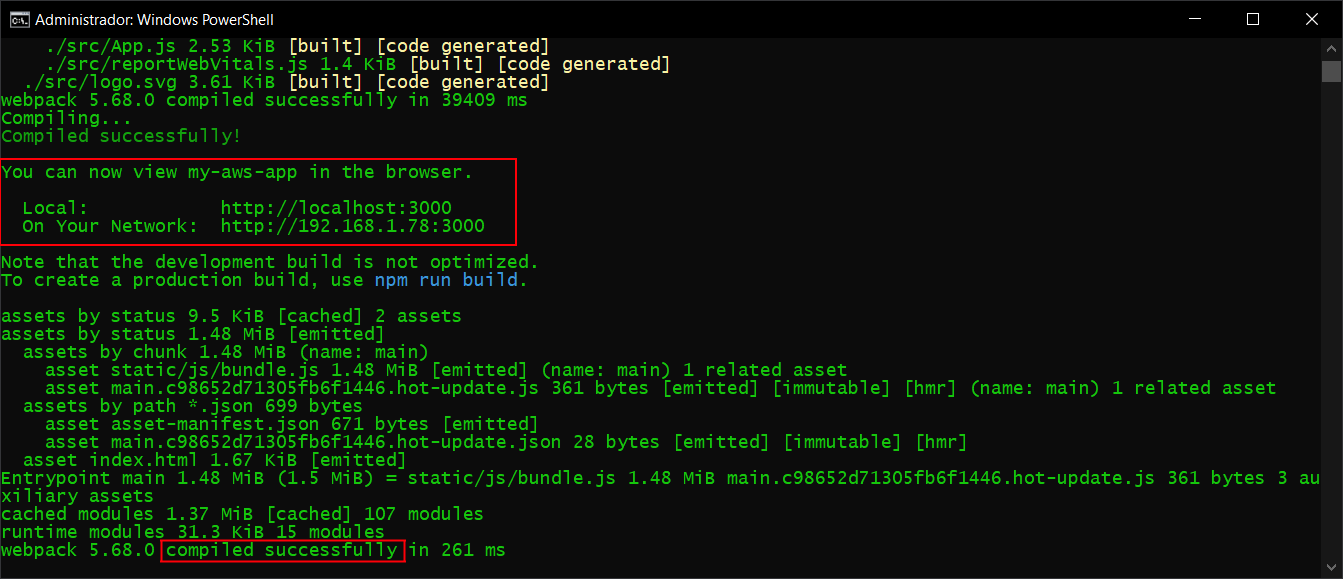 Administrador: Windows PowerShell
./src/App.js 2.53 KiB [built] [code generated]
./src/reportWebVitals.js 1.4 KiB [built] [code generated]
./src/logo.svg 3.61 KiB [built] [code generated]
webpack 5.68.0 compiled successfully in 39409 ms
Compiling...
Compiled successfully!
You can now view my-aws-app in the browser.
Local: http://localhost:3000
On Your Network: http://192.168.1.78:3000
Note that the development build is not optimized.
To create a production build, use npm run build.
assets by status 9.5 KiB [cached] 2 assets
assets by status 1.48 MiB [emitted]
assets by chunk 1.48 MiB (name: main)
asset static/js/bundle.js 1.48 MiB [emitted] (name: main) 1 related asset
asset main.c98652d71305fb6f1446.hot-update.js 361 bytes [emitted] [immutable] [hmr] (name: main) 1 related asset
assets by path *.json 699 bytes
asset asset-manifest.json 671 bytes [emitted]
asset main.c98652d71305fb6f1446.hot-update.json 28 bytes [emitted] [immutable] [hmr]
asset index.html 1.67 KiB [emitted]
Entrypoint main 1.48 MiB (1.5 MiB) = static/js/bundle.js 1.48 MiB main.c98652d71305fb6f1446.hot-update.js 361 bytes 3 au
xiliary assets
cached modules 1.37 MiB [cached] 107 modules
runtime modules 31.3 KiB 15 modules
webpack 5.68.0 compiled successfully in 261 ms